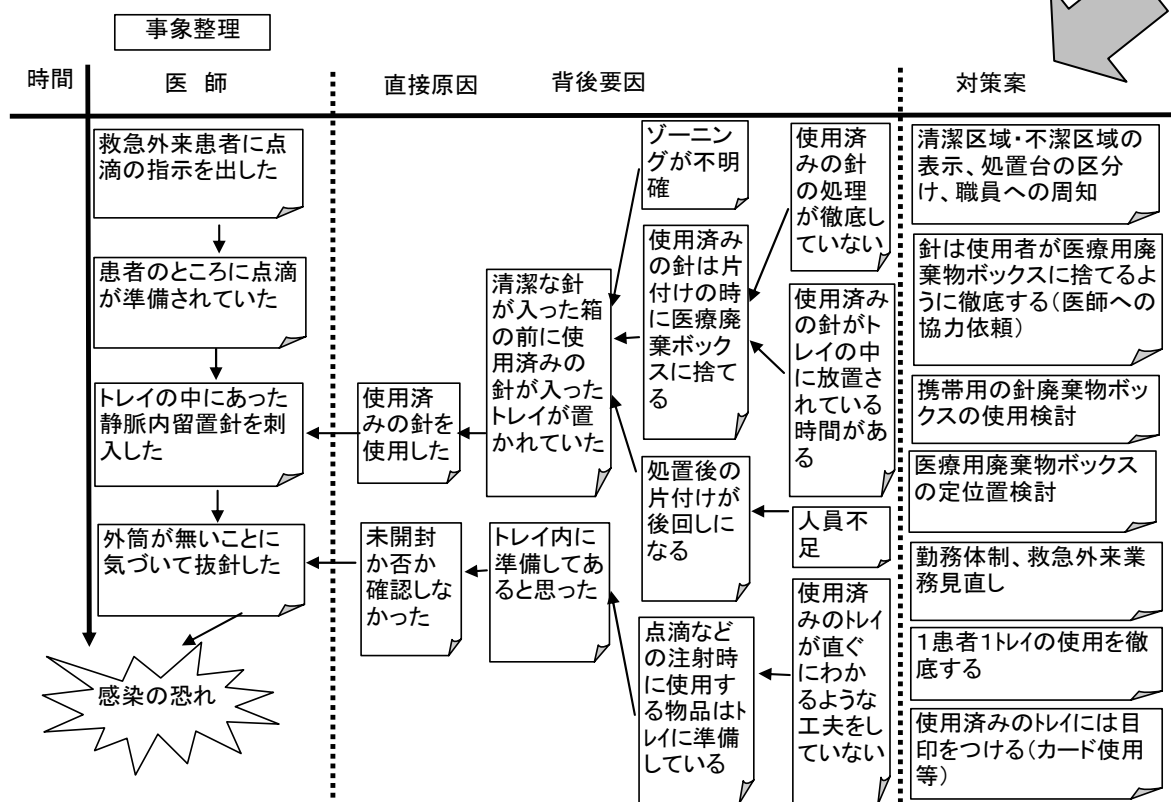 事象整理
時間
医 師
直接原因
背後要因
対策案
救急外来患者に点
滴の指示を出した
患者のところに点滴
が準備されていた
トレイの中にあった
静脈内留置針を刺
入した
外筒が無いことに
気づいて抜針した
感染の恐れ
使用済
みの針を
使用した
未開封
か否か
確認しな
かった
清潔な針
が入った箱
の前に使
用済みの
針が入った
トレイが置
かれていた
トレイ内に
準備してあ
ると思った
ゾーニン
グが不明
確
使用済み
の針は片
付けの時
に医療廃
棄ボック
スに捨て
る
処置後の
片付けが
後回しに
なる
点滴など
の注射時
に使用す
る物品はト
レイに準備
している
使用済
みの針
の処理
が徹底し
ていない
使用済み
の針がト
レイの中
に放置さ
れている
時間があ
る
人員不
足
使用済
みのトレイ
が直ぐ
にわか
るような
工夫をし
ていない
清潔区域・不潔区域の
表示、処置台の区分
け、職員への周知
針は使用者が医療用廃
棄物ボックスに捨てるよ
うに徹底する（医師への
協力依頼）
携帯用の針廃棄物ボッ
クスの使用検討
医療用廃棄物ボックス
の定位置検討
勤務体制、救急外来業
務見直し
1患者1トレイの使用を徹
底する
使用済みのトレイには目
印をつける（カード使用
等）